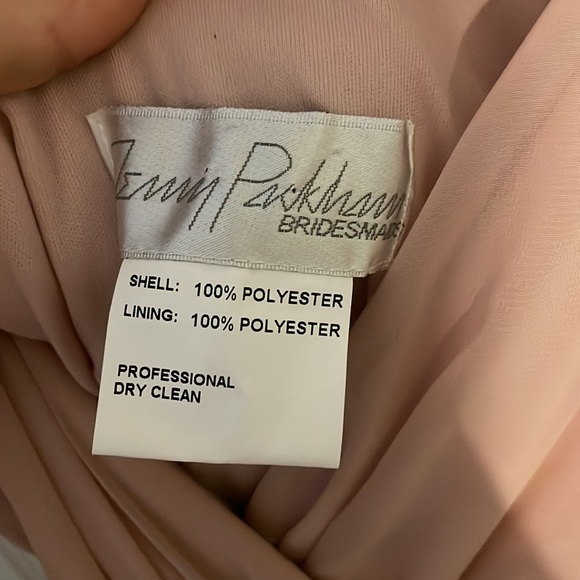 Jenny Packham
BRIDESMAIDS
SHELL: 100% POLYESTER
LINING: 100% POLYESTER
PROFESSIONAL
DRY CLEAN